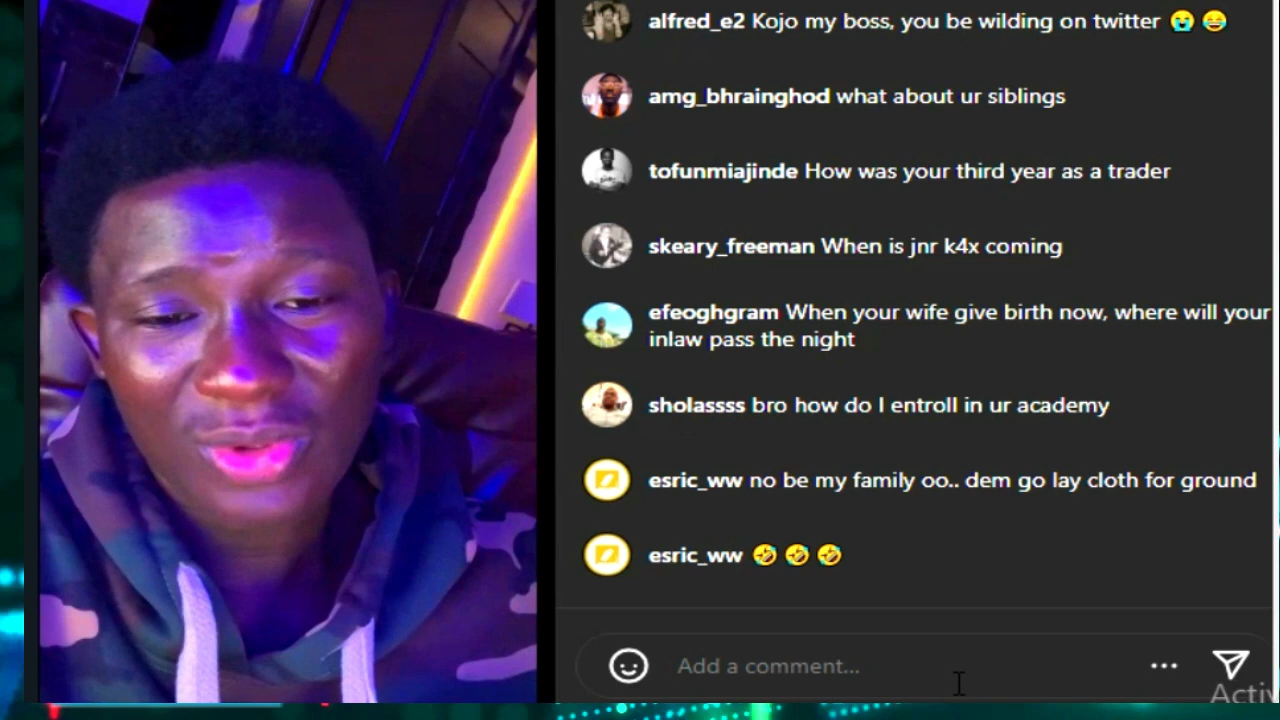 alfred_e2 Kojo my boss, you be wilding on twitter 😭 😂
amg_bhrainghod what about ur siblings
tofunmiajinde How was your third year as a trader
skeary_freeman When is jnr k4x coming
efeoghgram When your wife give birth now, where will your
inlaw pass the night
sholassss bro how do I entroll in ur academy
esric_ww no be my family oo.. dem go lay cloth for ground
esric_ww 🤣 🤣 🤣
Add a comment...